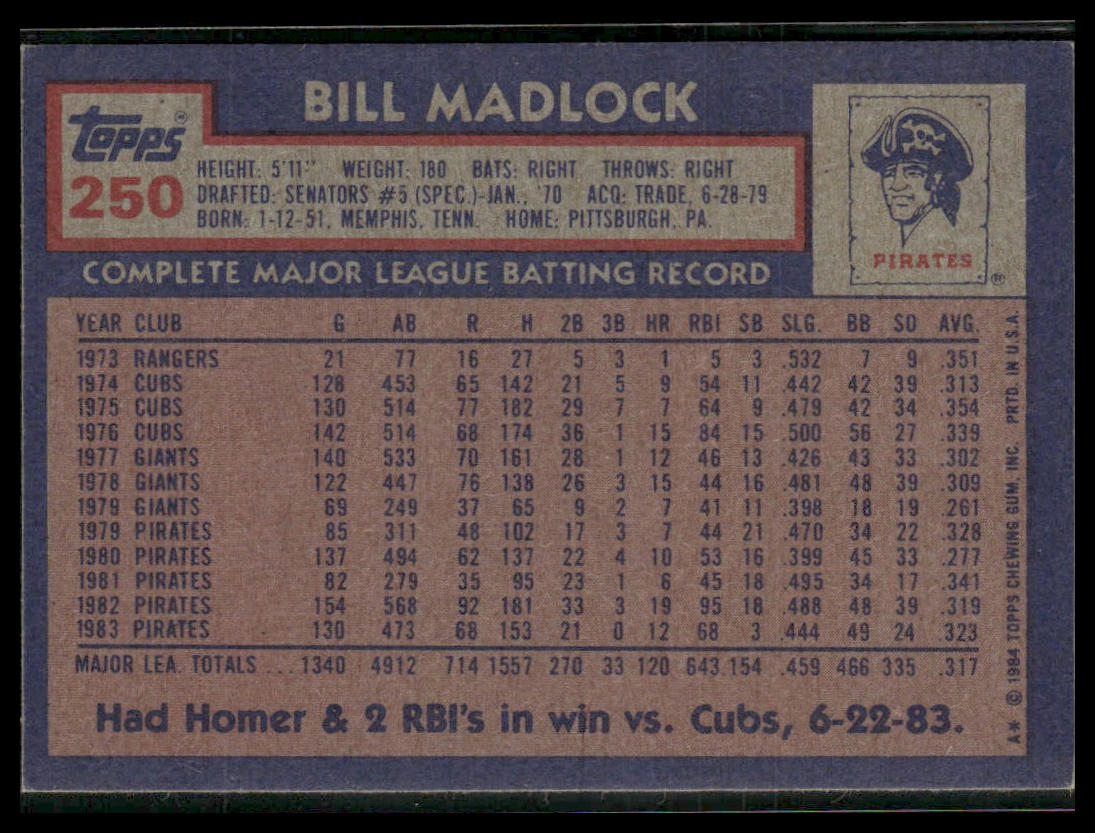 BILL MADLOCK
Topps
250
HEIGHT: 5'11" WEIGHT: 180 BATS: RIGHT THROWS: RIGHT
DRAFTED: SENATORS #5 (SPEC.)-JAN., '70 ACQ: TRADE, 6-28-79
BORN: 1-12-51, MEMPHIS, TENN. HOME: PITTSBURGH, PA.
PIRATES ®
COMPLETE MAJOR LEAGUE BATTING RECORD
YEAR CLUB G AB R H 2B 3B HR RBI SB SLG. BB SO AVG.
1973 RANGERS 21 77 16 27 5 3 1 5 3 .532 7 9 .351
1974 CUBS 128 453 65 142 21 5 9 54 11 .442 42 39 .313
1975 CUBS 130 514 77 182 29 7 7 64 9 .479 42 34 .354
1976 CUBS 142 514 68 174 36 1 15 84 15 .500 56 27 .339
1977 GIANTS 140 533 70 161 28 1 12 46 13 .426 43 33 .302
1978 GIANTS 122 447 76 138 26 3 15 44 16 .481 48 39 .309
1979 GIANTS 69 249 37 65 9 2 7 41 11 .398 18 19 .261
1979 PIRATES 85 311 48 102 17 3 7 44 21 .470 34 22 .328
1980 PIRATES 137 494 62 137 22 4 10 53 16 .399 45 33 .277
1981 PIRATES 82 279 35 95 23 1 6 45 18 .495 34 17 .341
1982 PIRATES 154 568 92 181 33 3 19 95 18 .488 48 39 .319
1983 PIRATES 130 473 68 153 21 0 12 68 3 .444 49 24 .323
MAJOR LEA. TOTALS ... 1340 4912 714 1557 270 33 120 643 154 .459 466 335 .317
Had Homer & 2 RBI's in win vs. Cubs, 6-22-83.
A* © 1984 TOPPS CHEWING GUM, INC. PRTD. IN U.S.A.